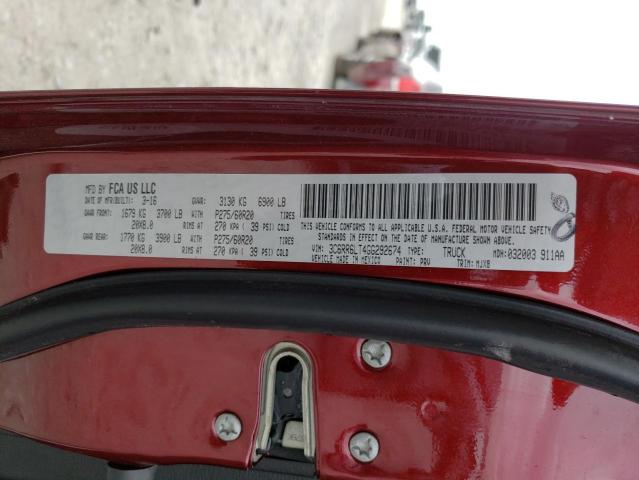 MFD BY FCA US LLC
DATE OF MFR(BUILT): 3-16 GVWR: 3130 KG 6900 LB
GAWR FRONT: 1679 KG 3700 LB WITH P275/60R20 TIRES
20X8.0 RIMS AT 270 KPA ( 39 PSI) COLD
GAWR REAR: 1770 KG 3900 LB WITH P275/60R20 TIRES
20X8.0 RIMS AT 270 KPA ( 39 PSI) COLD
THIS VEHICLE CONFORMS TO ALL APPLICABLE U.S.A. FEDERAL MOTOR VEHICLE SAFETY
STANDARDS IN EFFECT ON THE DATE OF MANUFACTURE SHOWN ABOVE.
VIN: 3C6RR6LT4GG292674 TYPE: TRUCK MDH: 032003 911AA
VEHICLE MADE IN MEXICO PAINT: PRV TRIM: MJX8